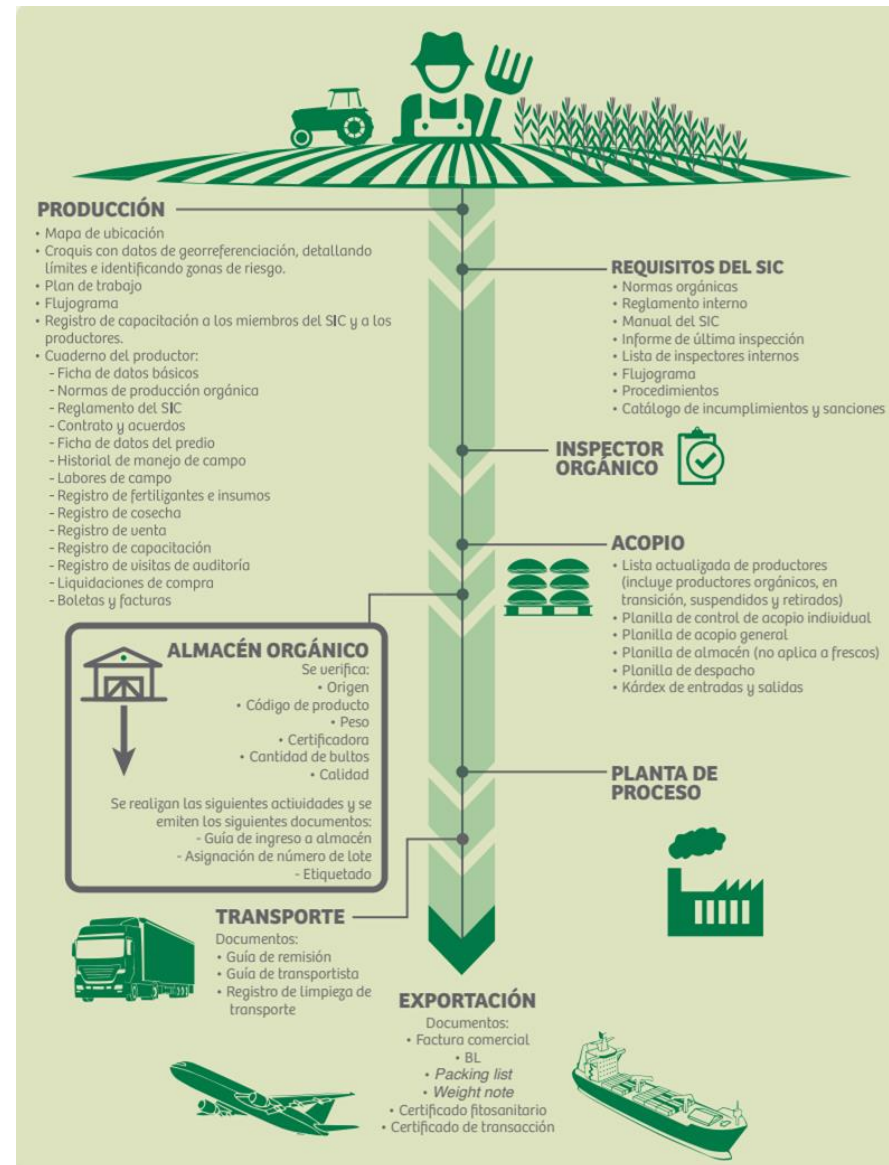 PRODUCCIÓN
• Mapa de ubicación
• Croquis con datos de georreferenciación, detallando
límites e identificando zonas de riesgo.
• Plan de trabajo
• Flujograma
• Registro de capacitación a los miembros del SIC y a los
productores.
• Cuaderno del productor:
- Ficha de datos básicos
- Normas de producción orgánica
- Reglamento del SIC
- Contrato y acuerdos
- Ficha de datos del predio
- Historial de manejo de campo
- Labores de campo
- Registro de fertilizantes e insumos
- Registro de cosecha
- Registro de venta
- Registro de capacitación
- Registro de visitas de auditoría
- Liquidaciones de compra
- Boletas y facturas
REQUISITOS DEL SIC
• Normas orgánicas
• Reglamento interno
• Manual del SIC
• Informe de última inspección
• Lista de inspectores internos
• Flujograma
• Procedimientos
• Catálogo de incumplimientos y sanciones
INSPECTOR
ORGÁNICO
ACOPIO
• Lista actualizada de productores
(incluye productores orgánicos, en
transición, suspendidos y retirados)
• Planilla de control de acopio individual
• Planilla de acopio general
• Planilla de almacén (no aplica a frescos)
• Planilla de despacho
• Kárdex de entradas y salidas
ALMACÉN ORGÁNICO
Se verifica:
• Origen
• Código de producto
• Peso
• Certificadora
• Cantidad de bultos
• Calidad
Se realizan las siguientes actividades y se
emiten los siguientes documentos:
- Guía de ingreso a almacén
- Asignación de número de lote
- Etiquetado
PLANTA DE
PROCESO
TRANSPORTE
Documentos:
• Guía de remisión
• Guía de transportista
• Registro de limpieza de
transporte
EXPORTACIÓN
Documentos:
• Factura comercial
• BL
• Packing list
• Weight note
• Certificado fitosanitario
• Certificado de transacción